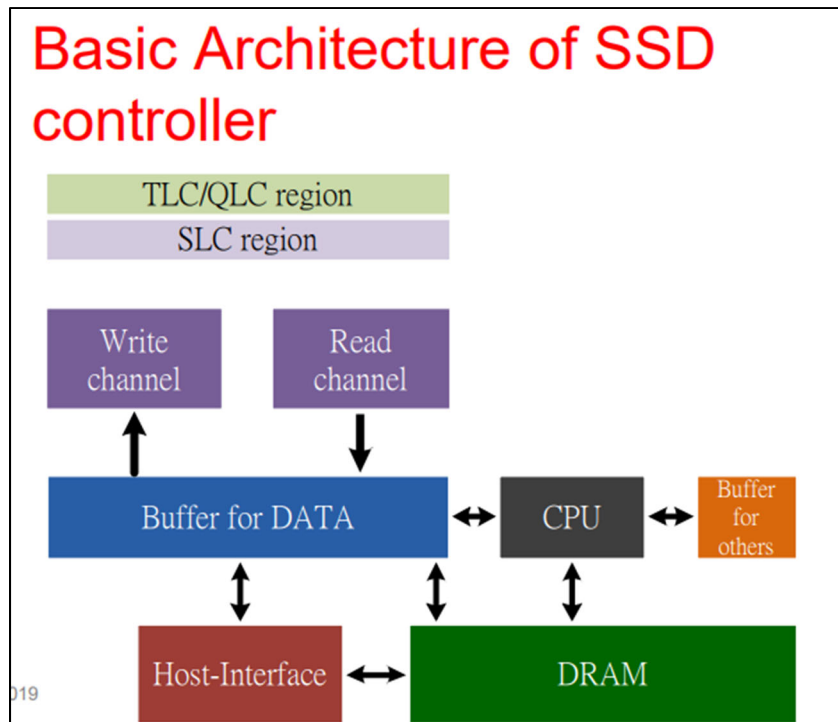 Basic Architecture of SSD
controller
TLC/QLC region
SLC region
Write
channel
Read
channel
Buffer for DATA
CPU
Buffer
for
others
Host-Interface
DRAM
019